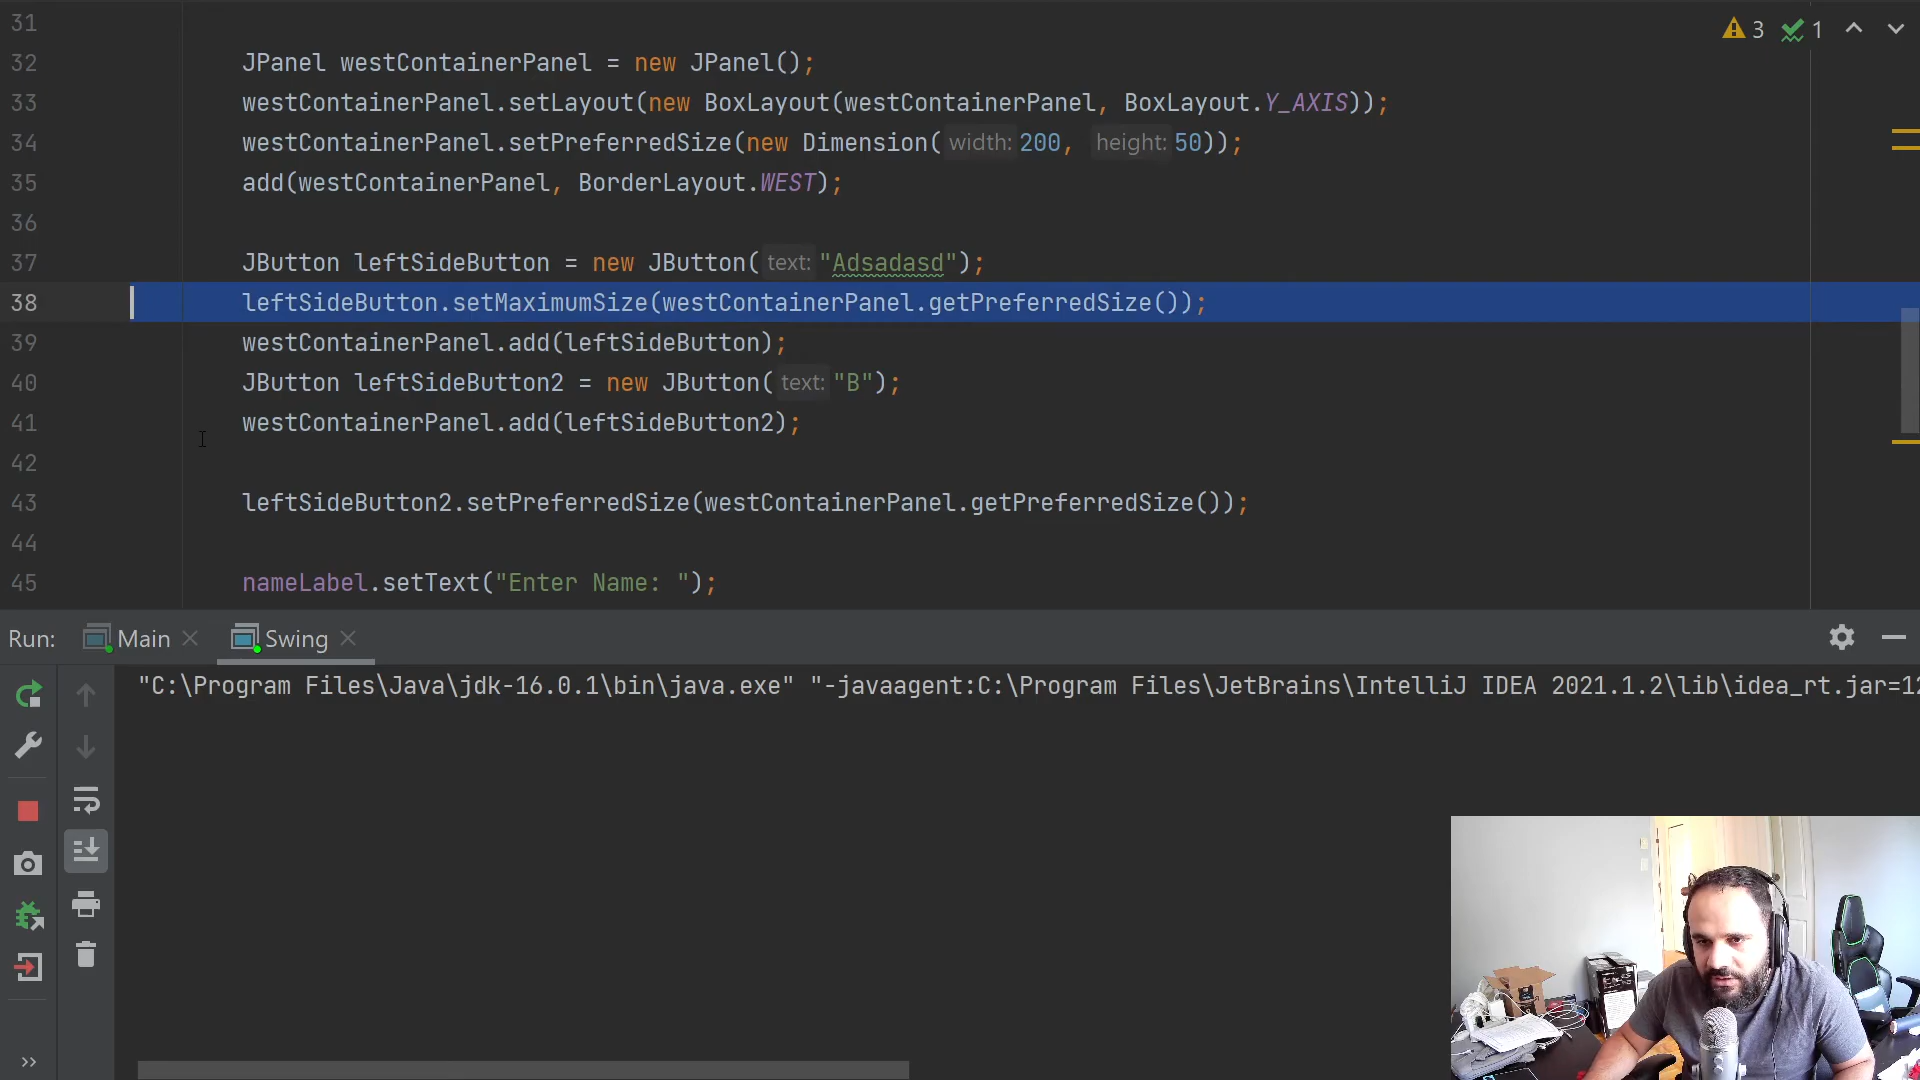 31
3 1
32 JPanel westContainerPanel = new JPanel();
33 westContainerPanel.setLayout(new BoxLayout(westContainerPanel, BoxLayout.Y_AXIS));
34 westContainerPanel.setPreferredSize(new Dimension( width: 200, height: 50));
35 add(westContainerPanel, BorderLayout.WEST);
36
37 JButton leftSideButton = new JButton( text: "Adsadasd");
38 leftSideButton.setMaximumSize(westContainerPanel.getPreferredSize());
39 westContainerPanel.add(leftSideButton);
40 JButton leftSideButton2 = new JButton( text: "B");
41 westContainerPanel.add(leftSideButton2);
42
43 leftSideButton2.setPreferredSize(westContainerPanel.getPreferredSize());
44
45 nameLabel.setText("Enter Name: ");
Run: Main Swing
"C:\Program Files\Java\jdk-16.0.1\bin\java.exe" "-javaagent:C:\Program Files\JetBrains\IntelliJ IDEA 2021.1.2\lib\idea_rt.jar=12